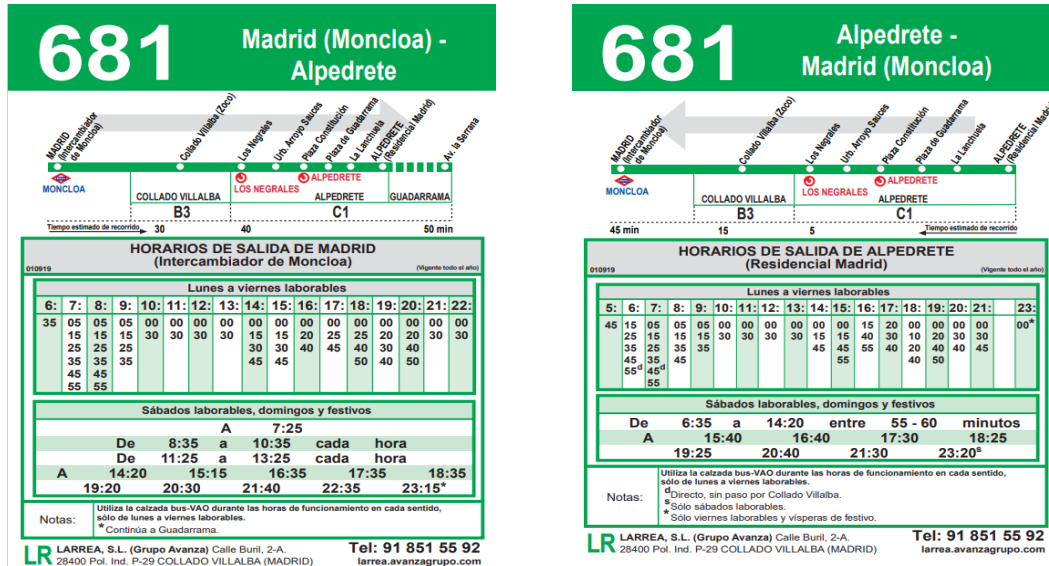 681
Madrid (Moncloa) -
Alpedrete
MADRID
(Intercambiador
de Moncloa)
Collado Villalba (Zoco)
Los Negrales
Urb. Arroyo Sauces
Plaza Constitución
Plaza de Guadarrama
La Lanchuela
ALPEDRETE
(Residencial Madrid)
Av. la Serrana
MONCLOA
LOS NEGRALES
ALPEDRETE
COLLADO VILLALBA ALPEDRETE GUADARRAMA
B3 C1
Tiempo estimado de recorrido 30 40 50 min
HORARIOS DE SALIDA DE MADRID
(Intercambiador de Moncloa)
010919 (Vigente todo el año)
Lunes a viernes laborables
6: 7: 8: 9: 10: 11: 12: 13: 14: 15: 16: 17: 18: 19: 20: 21: 22:
35 05 05 05 00 00 00 00 00 00 00 00 00 00 00 00 00
15 15 15 30 30 30 30 15 15 20 25 25 20 20 30 30
25 25 25 30 30 40 45 40 30 40
35 35 35 45 45 50 40 50
45 45
55 55
Sábados laborables, domingos y festivos
A 7:25
De 8:35 a 10:35 cada hora
De 11:25 a 13:25 cada hora
A 14:20 15:15 16:35 17:35 18:35
19:20 20:30 21:40 22:35 23:15*
Notas:
Utiliza la calzada bus-VAO durante las horas de funcionamiento en cada sentido,
sólo de lunes a viernes laborables.
* Continúa a Guadarrama.
LR
LARREA, S.L. (Grupo Avanza) Calle Buril, 2-A.
28400 Pol. Ind. P-29 COLLADO VILLALBA (MADRID)
Tel: 91 851 55 92
larrea.avanzagrupo.com
681
Alpedrete -
Madrid (Moncloa)
MADRID
(Intercambiador
de Moncloa)
Collado Villalba (Zoco)
Los Negrales
Urb. Arroyo Sauces
Plaza Constitución
Plaza de Guadarrama
La Lanchuela
ALPEDRETE
(Residencial Madrid)
MONCLOA
LOS NEGRALES
ALPEDRETE
COLLADO VILLALBA ALPEDRETE
B3 C1
45 min 15 5 Tiempo estimado de recorrido
HORARIOS DE SALIDA DE ALPEDRETE
(Residencial Madrid)
010919 (Vigente todo el año)
Lunes a viernes laborables
5: 6: 7: 8: 9: 10: 11: 12: 13: 14: 15: 16: 17: 18: 19: 20: 21: 23:
45 15 05 05 05 00 00 00 00 00 00 15 20 00 00 00 00 00*
25 15 15 15 30 30 30 30 15 15 40 30 10 20 30 45
35 25 35 35 45 45 55 40 20 40 40
45 35 45 55 40 50
55d 45d
55
Sábados laborables, domingos y festivos
De 6:35 a 14:20 entre 55 - 60 minutos
A 15:40 16:40 17:30 18:25
19:25 20:40 21:30 23:20s
Notas:
Utiliza la calzada bus-VAO durante las horas de funcionamiento en cada sentido,
sólo de lunes a viernes laborables.
d Directo, sin paso por Collado Villalba.
s Sólo sábados laborables.
* Sólo viernes laborables y vísperas de festivo.
LR
LARREA, S.L. (Grupo Avanza) Calle Buril, 2-A.
28400 Pol. Ind. P-29 COLLADO VILLALBA (MADRID)
Tel: 91 851 55 92
larrea.avanzagrupo.com